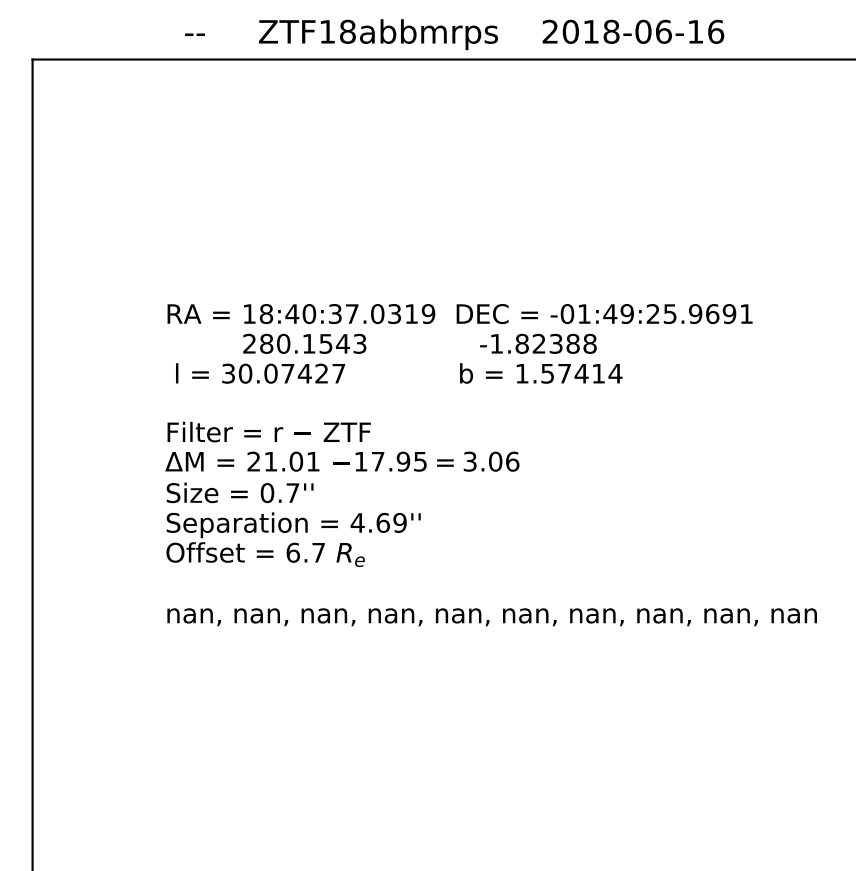 -- ZTF18abbmrps 2018-06-16
RA = 18:40:37.0319 DEC = -01:49:25.9691
280.1543 -1.82388
l = 30.07427 b = 1.57414
Filter = r − ZTF
ΔM = 21.01 −17.95 = 3.06
Size = 0.7''
Separation = 4.69''
Offset = 6.7 Re
nan, nan, nan, nan, nan, nan, nan, nan, nan, nan